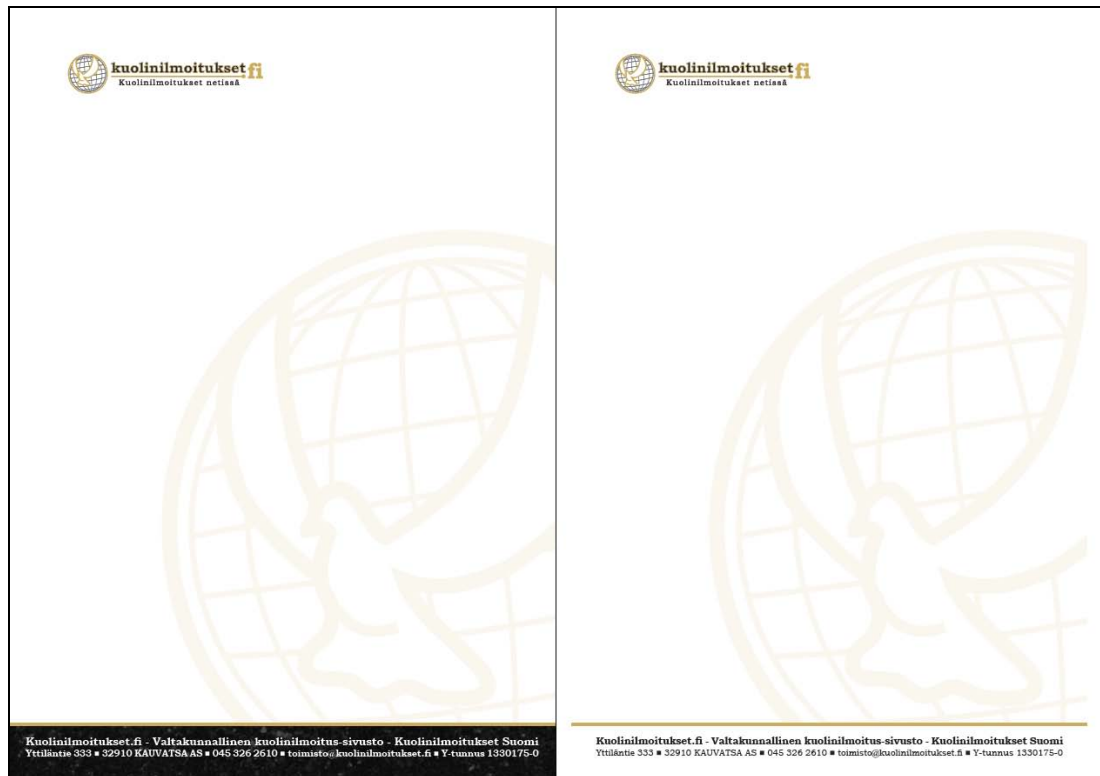 kuolinilmoitukset.fi
Kuolinilmoitukset netissä
Kuolinilmoitukset.fi - Valtakunnallinen kuolinilmoitus-sivusto - Kuolinilmoitukset Suomi
Yttiläntie 333 ▪ 32910 KAUVATSA AS ▪ 045 326 2610 ▪ toimisto@kuolinilmoitukset.fi ▪ Y-tunnus 1330175-0
kuolinilmoitukset.fi
Kuolinilmoitukset netissä
Kuolinilmoitukset.fi - Valtakunnallinen kuolinilmoitus-sivusto - Kuolinilmoitukset Suomi
Yttiläntie 333 ▪ 32910 KAUVATSA AS ▪ 045 326 2610 ▪ toimisto@kuolinilmoitukset.fi ▪ Y-tunnus 1330175-0